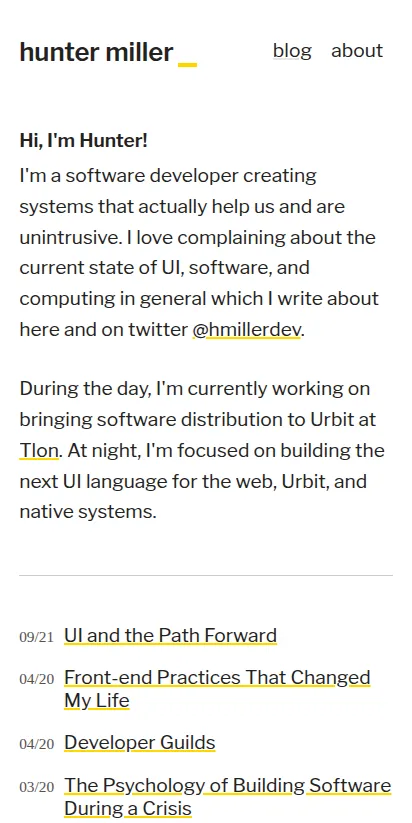 hunter miller _
blog about
Hi, I'm Hunter!
I'm a software developer creating
systems that actually help us and are
unintrusive. I love complaining about the
current state of UI, software, and
computing in general which I write about
here and on twitter @hmillerdev.
During the day, I'm currently working on
bringing software distribution to Urbit at
Tlon. At night, I'm focused on building the
next UI language for the web, Urbit, and
native systems.
09/21 UI and the Path Forward
04/20 Front-end Practices That Changed
My Life
04/20 Developer Guilds
03/20 The Psychology of Building Software
During a Crisis